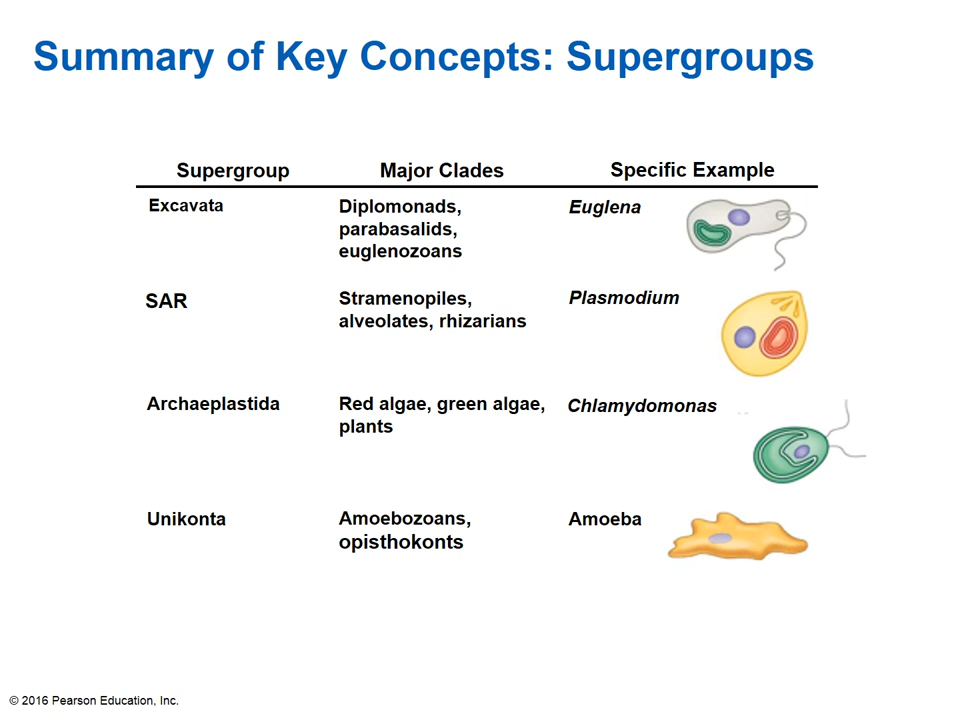 Summary of Key Concepts: Supergroups
Supergroup Major Clades Specific Example
Excavata
Diplomonads,
parabasalids,
euglenozoans
Euglena
SAR
Stramenopiles,
alveolates, rhizarians
Plasmodium
Archaeplastida
Red algae, green algae,
plants
Chlamydomonas
Unikonta
Amoebozoans,
opisthokonts
Amoeba
© 2016 Pearson Education, Inc.